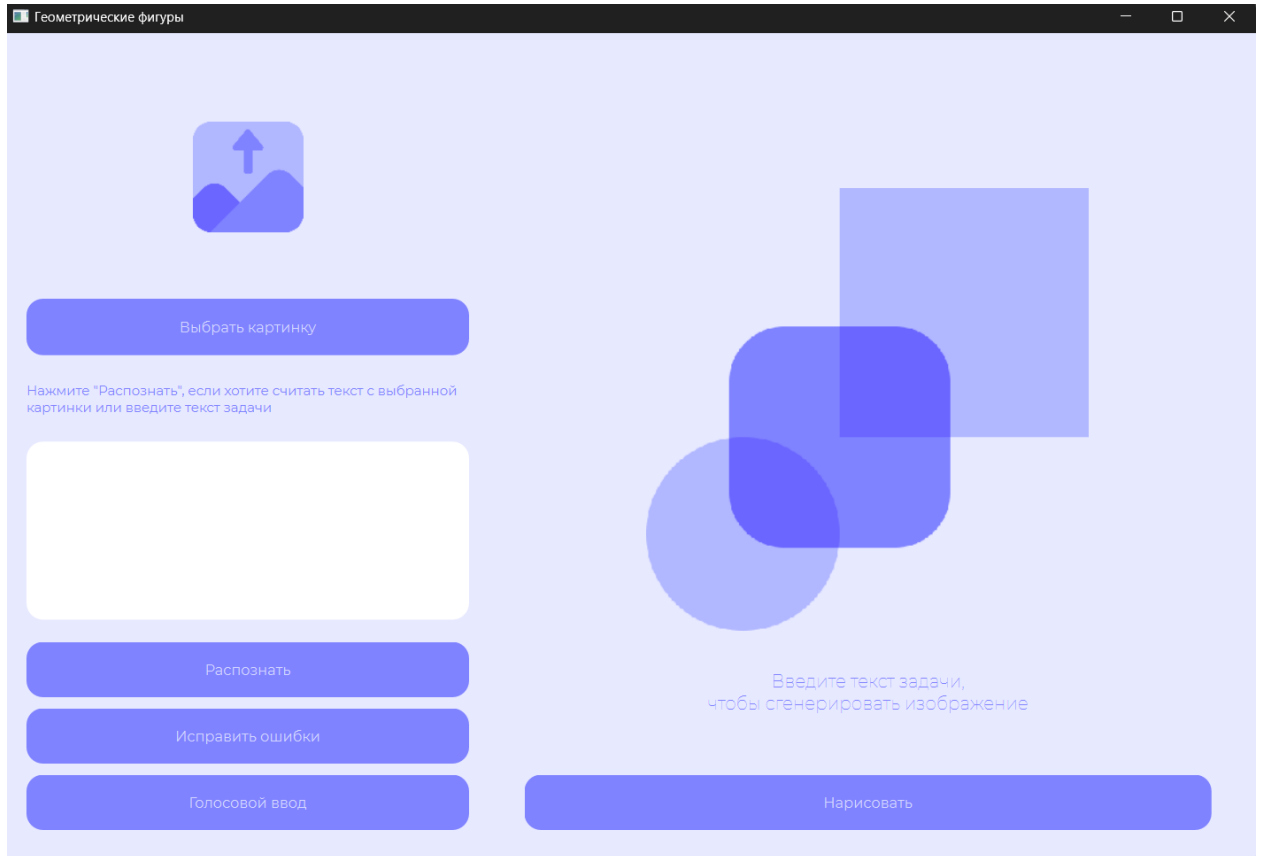 Геометрические фигуры
Выбрать картинку
Нажмите "Распознать", если хотите считать текст с выбранной
картинки или введите текст задачи
Распознать
Исправить ошибки
Голосовой ввод
Введите текст задачи,
чтобы сгенерировать изображение
Нарисовать